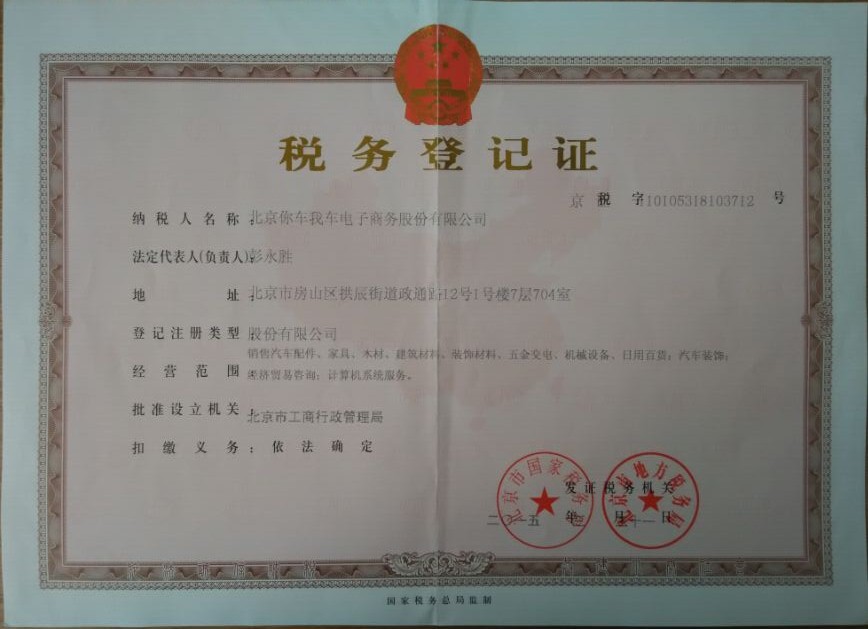 税务登记证
京 税 字110105318103712 号
纳税人名称:北京你车我车电子商务股份有限公司
法定代表人(负责人):彭永胜
地 址:北京市房山区拱辰街道政通路12号1号楼7层704室
登记注册类型:股份有限公司
经营范围:销售汽车配件、家具、木材、建筑材料、装饰材料、五金交电、机械设备、日用百货;汽车装饰;
经济贸易咨询;计算机系统服务。
批准设立机关:北京市工商行政管理局
扣缴义务:依法确定
北京市国家税务局
北京市地方税务局
发证税务机关
二〇一五 年 月 日
国家税务总局监制